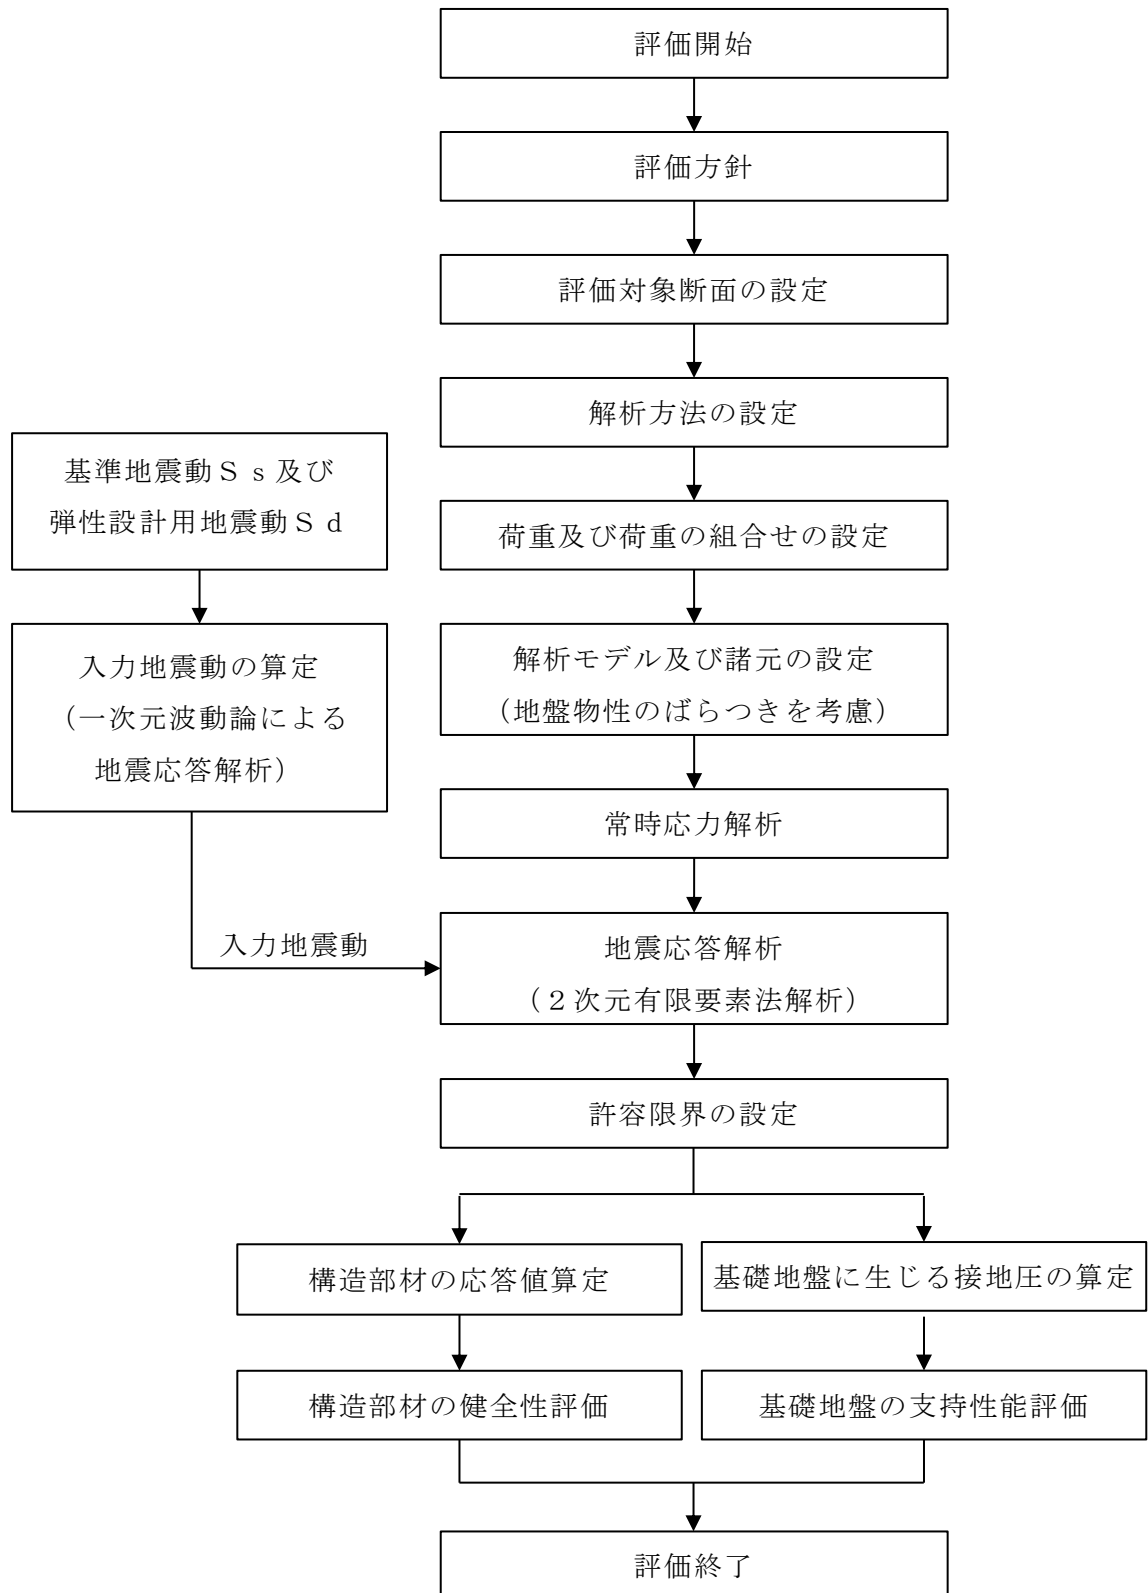 評価開始
評価方針
評価対象断面の設定
解析方法の設定
基準地震動Ｓｓ及び
弾性設計用地震動Ｓｄ
荷重及び荷重の組合せの設定
入力地震動の算定
（一次元波動論による
地震応答解析）
解析モデル及び諸元の設定
（地盤物性のばらつきを考慮）
常時応力解析
入力地震動
地震応答解析
（２次元有限要素法解析）
許容限界の設定
構造部材の応答値算定
基礎地盤に生じる接地圧の算定
構造部材の健全性評価
基礎地盤の支持性能評価
評価終了